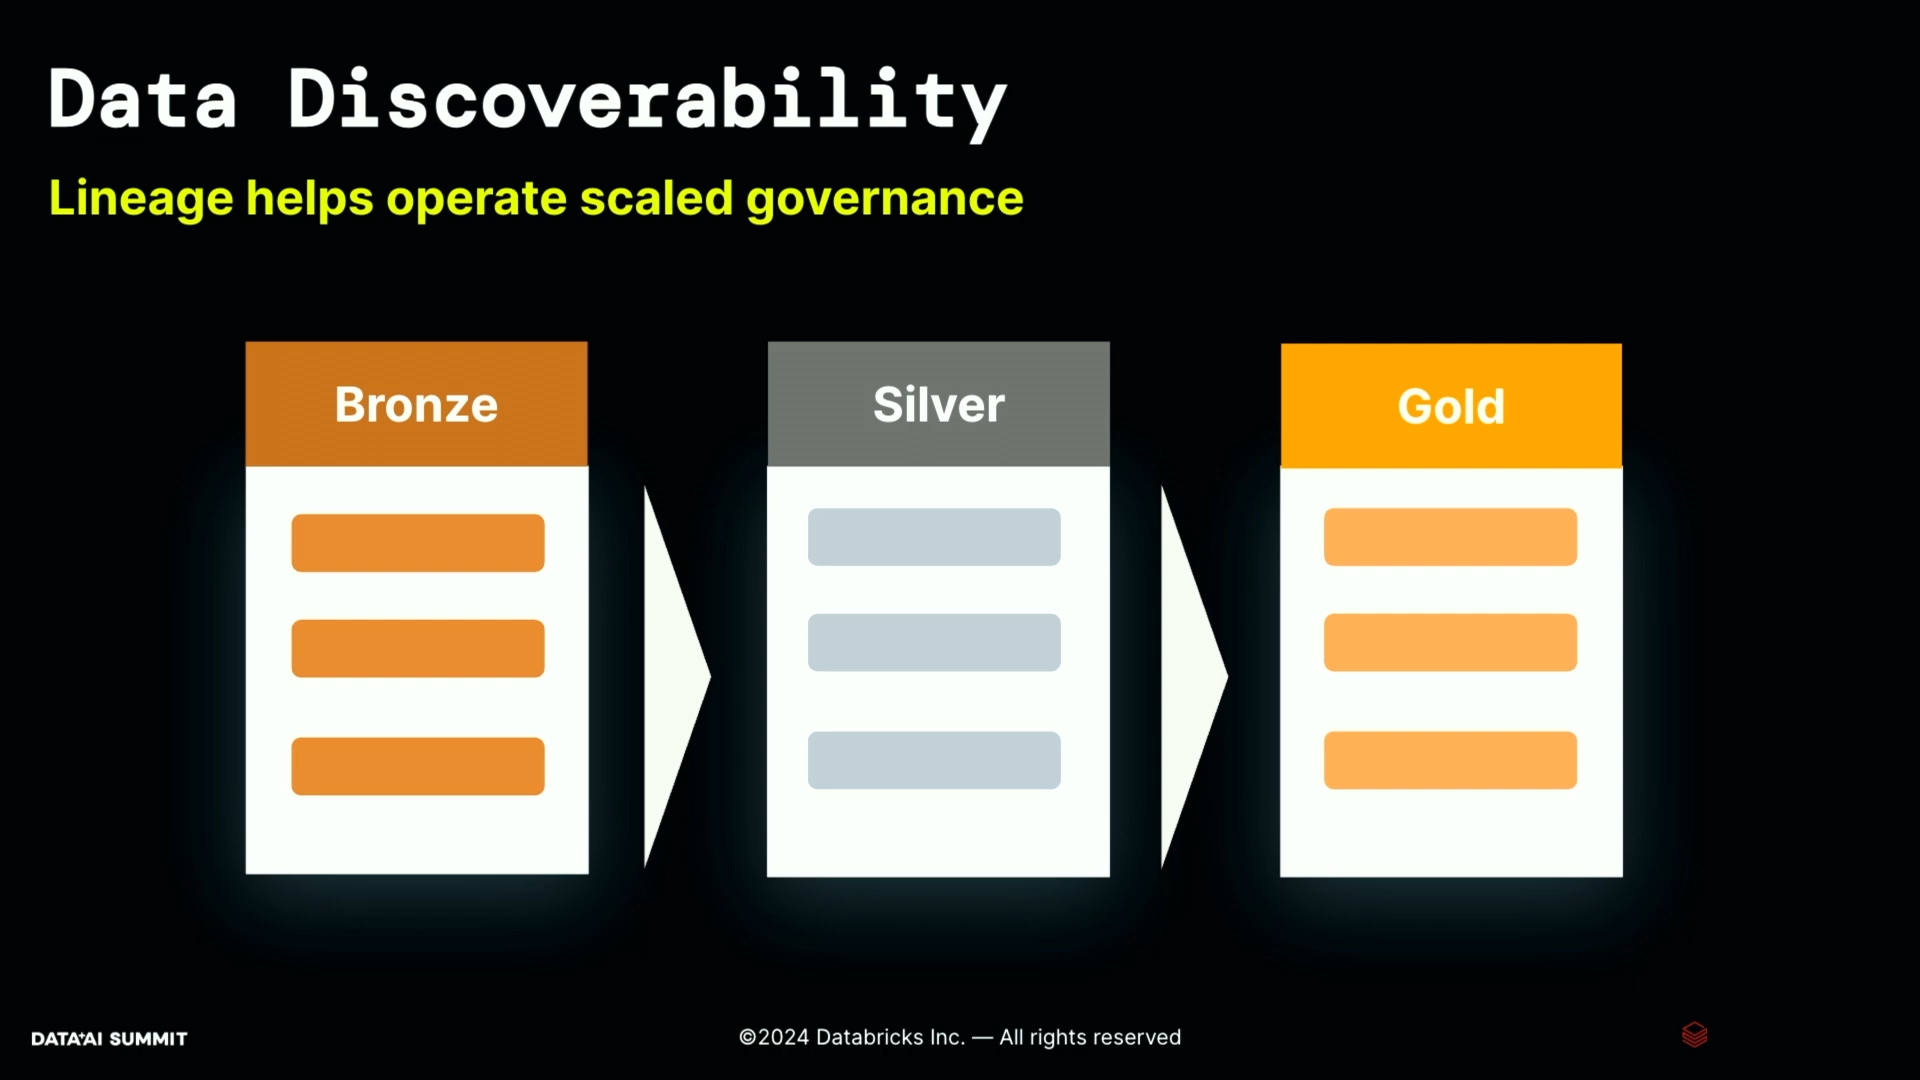 Data Discoverability
Lineage helps operate scaled governance
Bronze
Silver
Gold
DATA+AI SUMMIT
©2024 Databricks Inc. — All rights reserved